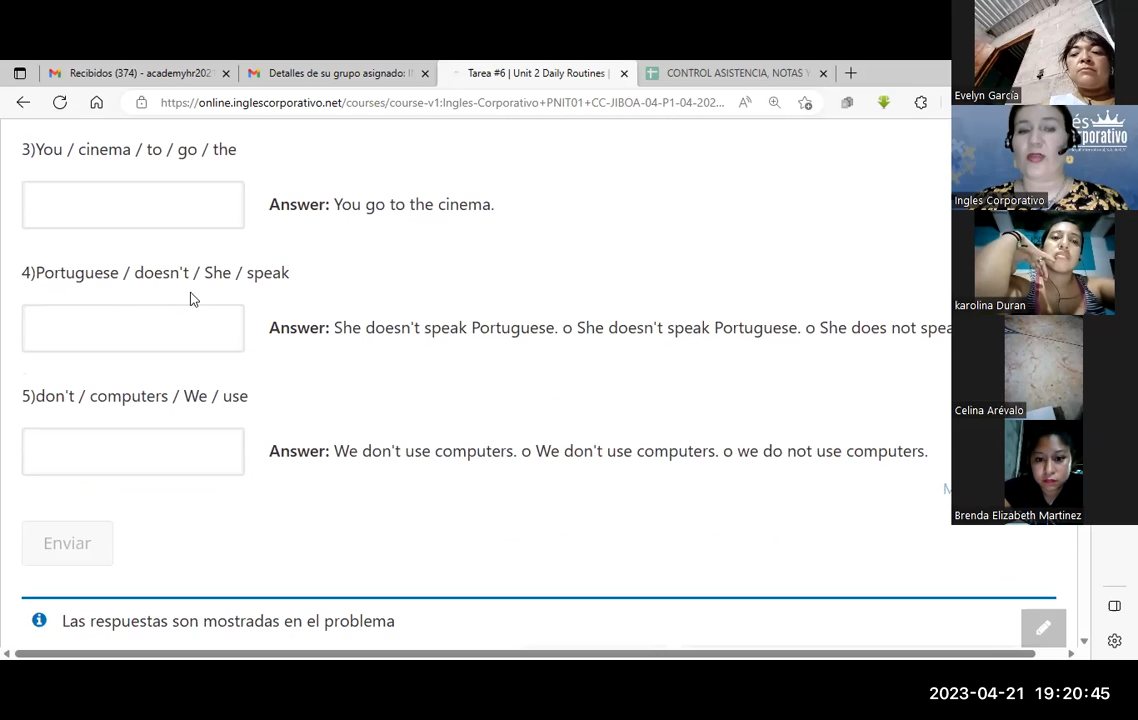 Recibidos (374) - academyhr202
Detalles de su grupo asignado: I
Tarea #6 | Unit 2 Daily Routines |
CONTROL ASISTENCIA, NOTAS Y
https://online.inglescorporativo.net/courses/course-v1:Ingles-Corporativo+PNIT01+CC-JIBOA-04-P1-04-202...
3)You / cinema / to / go / the
Answer: You go to the cinema.
4)Portuguese / doesn't / She / speak
Answer: She doesn't speak Portuguese. o She doesn't speak Portuguese. o She does not spea
5)don't / computers / We / use
Answer: We don't use computers. o We don't use computers. o we do not use computers.
Enviar
Las respuestas son mostradas en el problema
Evelyn García
és
rporativo
Ingles Corporativo
karolina Duran
Celina Arévalo
Brenda Elizabeth Martinez
2023-04-21 19:20:45